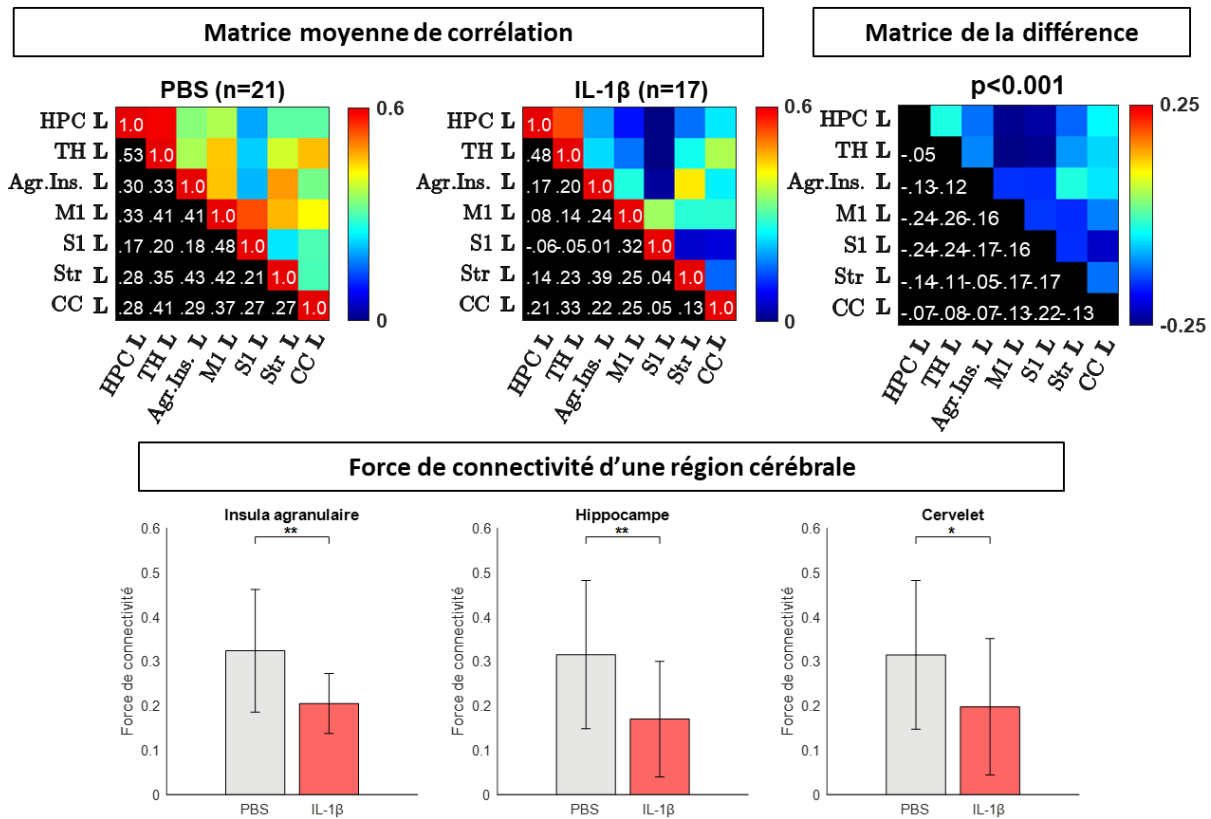 Matrice moyenne de corrélation
Matrice de la différence
PBS (n=21)
IL-1β (n=17)
p<0.001
HPC L 1.0
TH L .53 1.0
Agr.Ins. L .30 .33 1.0
M1 L .33 .41 .41 1.0
S1 L .17 .20 .18 .48 1.0
Str L .28 .35 .43 .42 .21 1.0
CC L .28 .41 .29 .37 .27 .27 1.0
HPC L TH L Agr.Ins. L M1 L S1 L Str L CC L
0.6
0
HPC L 1.0
TH L .48 1.0
Agr.Ins. L .17 .20 1.0
M1 L .08 .14 .24 1.0
S1 L -.06 -.05 .01 .32 1.0
Str L .14 .23 .39 .25 .04 1.0
CC L .21 .33 .22 .25 .05 .13 1.0
HPC L TH L Agr.Ins. L M1 L S1 L Str L CC L
0.6
0
HPC L
TH L -.05
Agr.Ins. L -.13 -.12
M1 L -.24 -.26 -.16
S1 L -.24 -.24 -.17 -.16
Str L -.14 -.11 -.05 -.17 -.17
CC L -.07 -.08 -.07 -.13 -.22 -.13
HPC L TH L Agr.Ins. L M1 L S1 L Str L CC L
0.25
-0.25
Force de connectivité d'une région cérébrale
Insula agranulaire
**
Force de connectivité
0.6
0.5
0.4
0.3
0.2
0.1
0
PBS IL-1β
Hippocampe
**
Force de connectivité
0.6
0.5
0.4
0.3
0.2
0.1
0
PBS IL-1β
Cervelet
*
Force de connectivité
0.6
0.5
0.4
0.3
0.2
0.1
0
PBS IL-1β